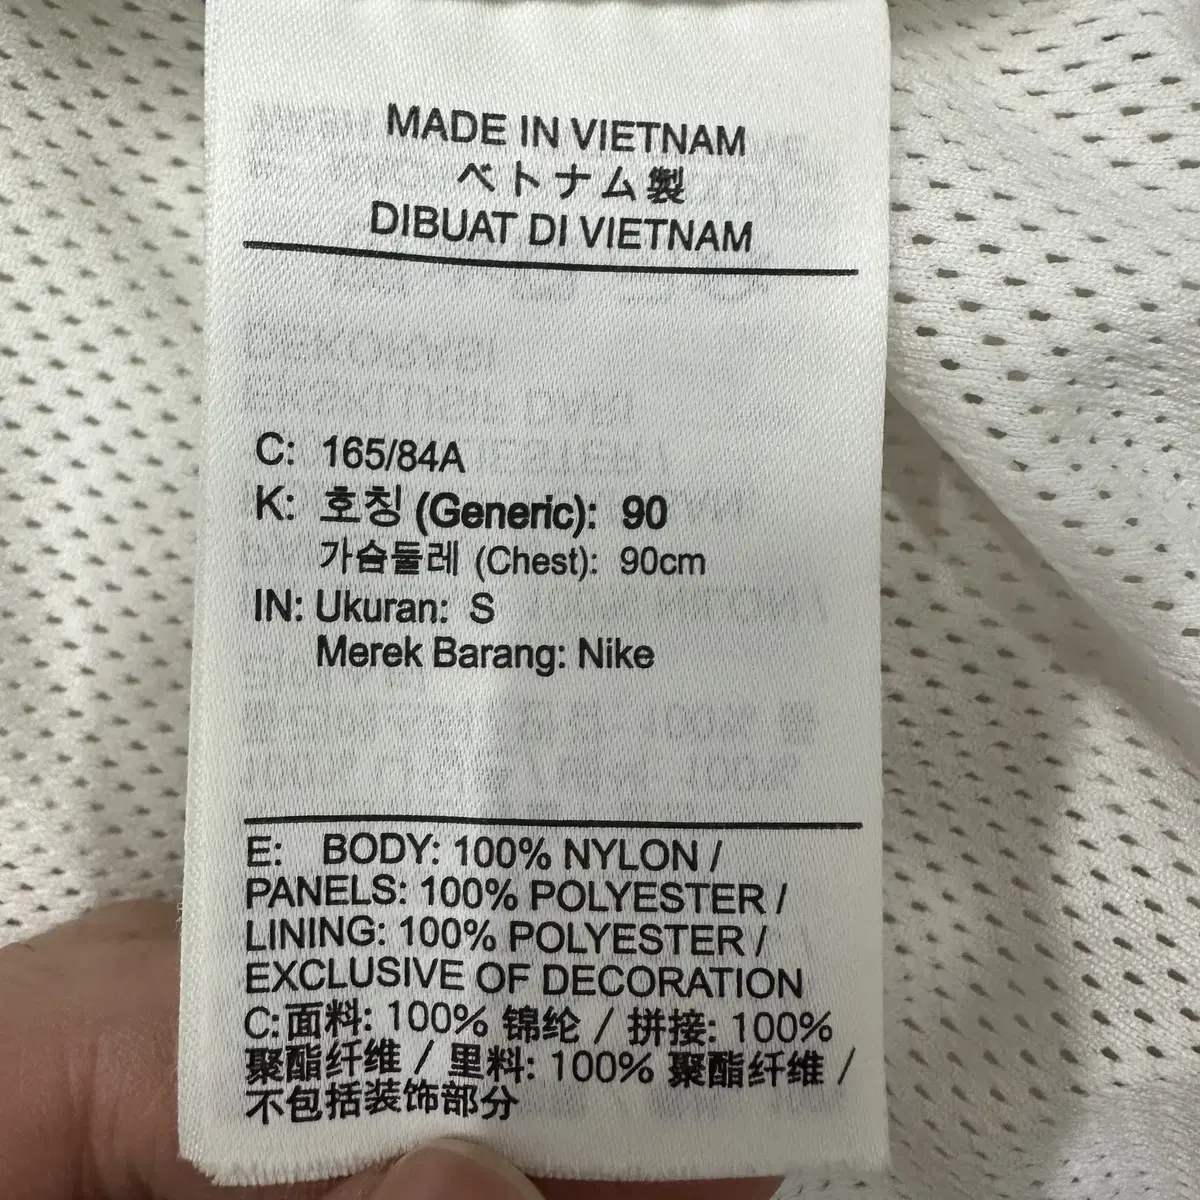 MADE IN VIETNAM
ベトナム製
DIBUAT DI VIETNAM
C: 165/84A
K: 호칭 (Generic): 90
가슴둘레 (Chest): 90cm
IN: Ukuran: S
Merek Barang: Nike
E: BODY: 100% NYLON /
PANELS: 100% POLYESTER /
LINING: 100% POLYESTER /
EXCLUSIVE OF DECORATION
C:面料: 100% 锦纶 / 拼接: 100%
聚酯纤维 / 里料: 100% 聚酯纤维 /
不包括装饰部分